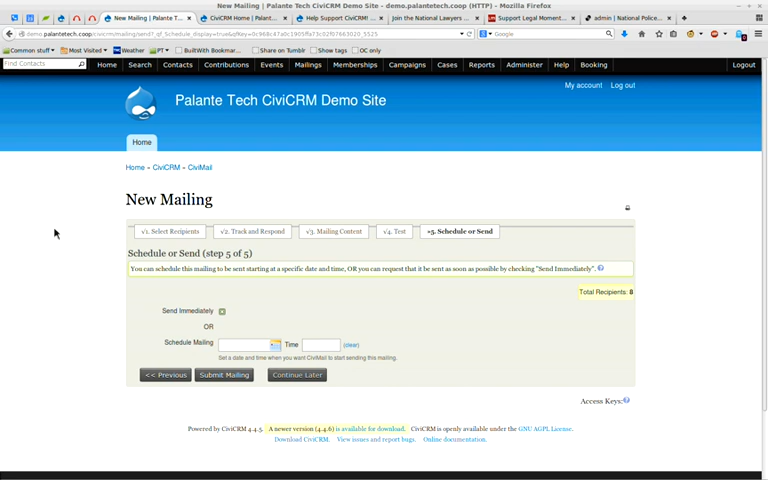 New Mailing | Palante Tech CiviCRM Demo Site - demo.palantetech.coop (HTTP) - Mozilla Firefox
New Mailing | Palante T...
CiviCRM Home | Palant...
Help Support CiviCRM! ...
Join the National Lawyers ...
Support Legal Moment...
admin | National Police...
Google
Common stuff
Most Visited
Weather
PT
BuiltWith Bookmar...
Share on Tumblr
Show tags
OC only
Find Contacts
Home
Search
Contacts
Contributions
Events
Mailings
Memberships
Campaigns
Cases
Reports
Administer
Help
Booking
Logout
My account
Log out
Palante Tech CiviCRM Demo Site
Home
Home » CiviCRM » CiviMail
New Mailing
√1. Select Recipients
√2. Track and Respond
√3. Mailing Content
√4. Test
»5. Schedule or Send
Schedule or Send (step 5 of 5)
You can schedule this mailing to be sent starting at a specific date and time, OR you can request that it be sent as soon as possible by checking "Send Immediately".
Total Recipients: 8
Send Immediately
OR
Schedule Mailing
Time
(clear)
Set a date and time when you want CiviMail to start sending this mailing.
<< Previous
Submit Mailing
Continue Later
Access Keys:
Powered by CiviCRM 4.4.5. A newer version (4.4.6) is available for download. CiviCRM is openly available under the GNU AGPL License.
Download CiviCRM. View issues and report bugs. Online documentation.